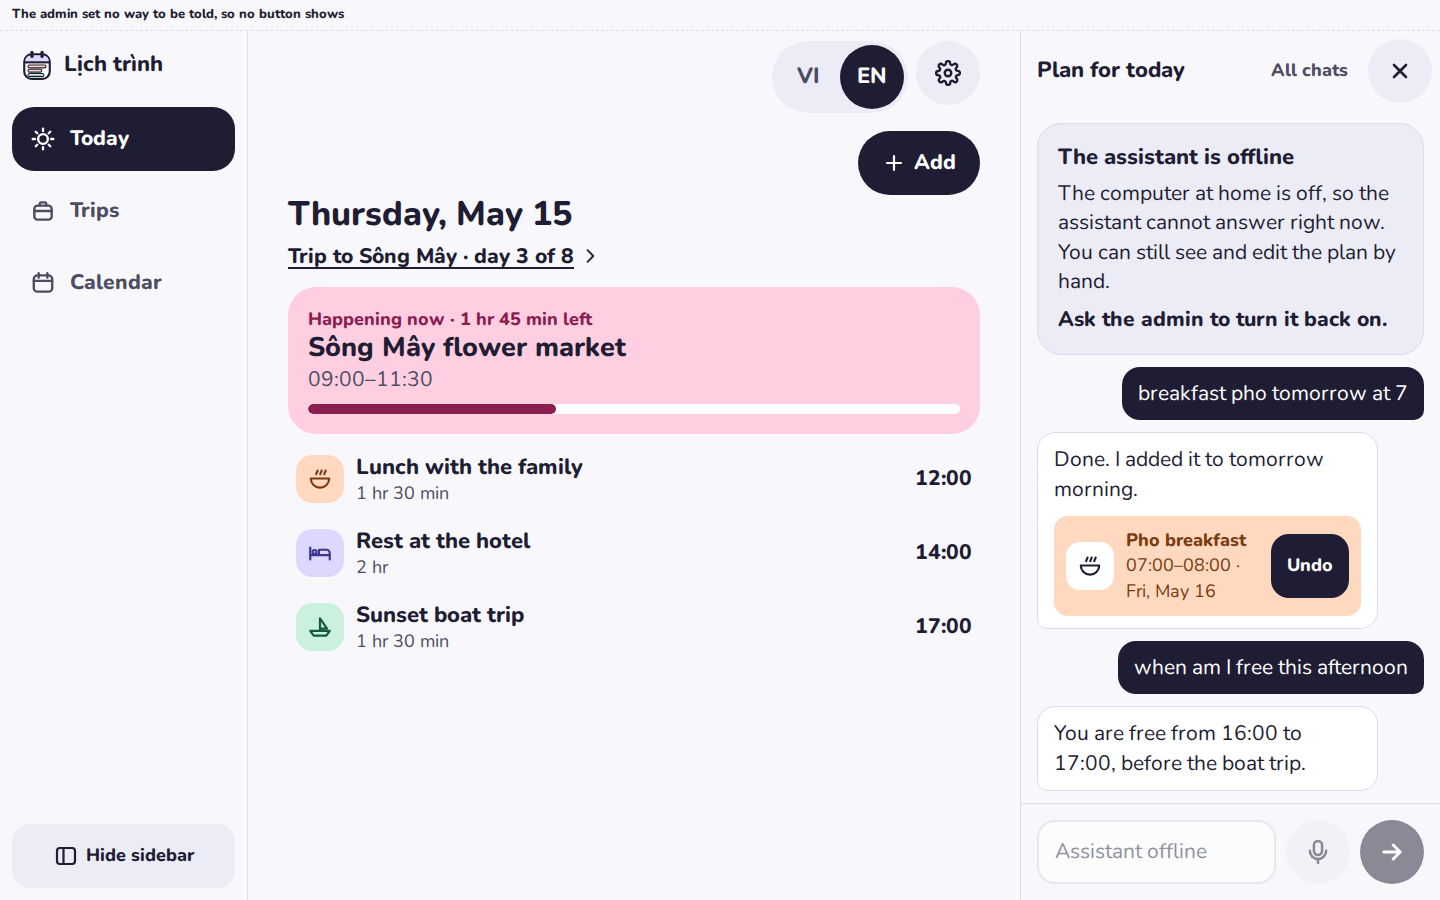 The admin set no way to be told, so no button shows
Lịch trình
Today
Trips
Calendar
Hide sidebar
VI
EN
Add
Thursday, May 15
Trip to Sông Mây · day 3 of 8
Happening now · 1 hr 45 min left
Sông Mây flower market
09:00–11:30
Lunch with the family
1 hr 30 min
12:00
Rest at the hotel
2 hr
14:00
Sunset boat trip
1 hr 30 min
17:00
Plan for today
All chats
The assistant is offline
The computer at home is off, so the
assistant cannot answer right now.
You can still see and edit the plan by
hand.
Ask the admin to turn it back on.
breakfast pho tomorrow at 7
Done. I added it to tomorrow
morning.
Pho breakfast
07:00–08:00 ·
Fri, May 16
Undo
when am I free this afternoon
You are free from 16:00 to
17:00, before the boat trip.
Assistant offline